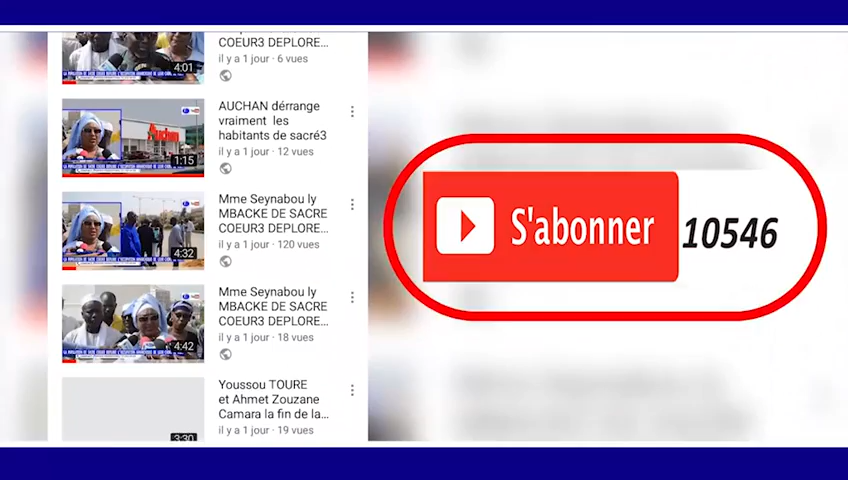 COEUR3 DEPLORE...
il y a 1 jour · 6 vues
4:01
AUCHAN dérrange
vraiment les
habitants de sacré3
il y a 1 jour · 12 vues
Auchan
1:15
Mme Seynabou ly
MBACKE DE SACRE
COEUR3 DEPLORE...
il y a 1 jour · 120 vues
4:32
Mme Seynabou ly
MBACKE DE SACRE
COEUR3 DEPLORE...
il y a 1 jour · 18 vues
4:42
Youssou TOURE
et Ahmet Zouzane
Camara la fin de la...
il y a 1 jour · 19 vues
3:30
S'abonner
10546